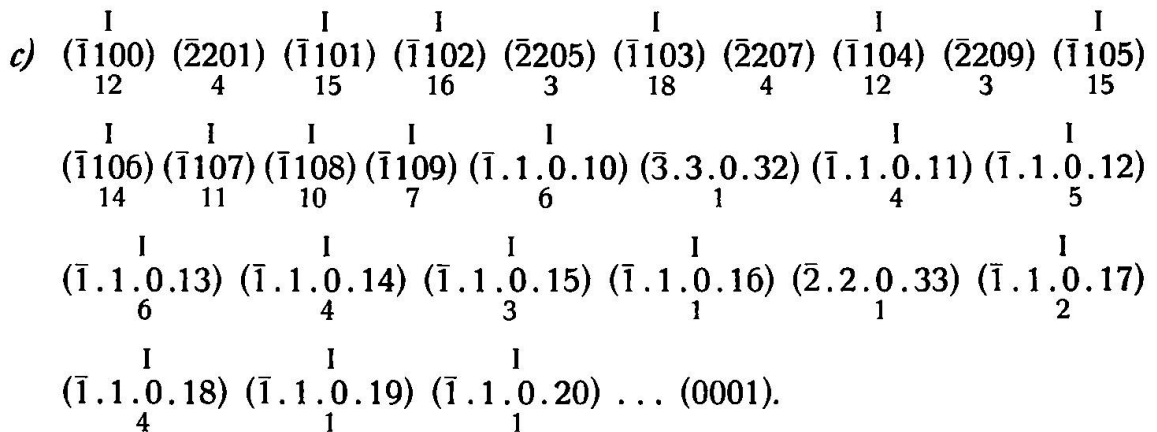 I I I I I I
c) (1̄100) (2̄201) (1̄101) (1̄102) (2̄205) (1̄103) (2̄207) (1̄104) (2̄209) (1̄105)
12 4 15 16 3 18 4 12 3 15
I I I I I I I
(1̄106) (1̄107) (1̄108) (1̄109) (1̄.1.0.10) (3̄.3.0.32) (1̄.1.0.11) (1̄.1.0.12)
14 11 10 7 6 1 4 5
I I I I I
(1̄.1.0.13) (1̄.1.0.14) (1̄.1.0.15) (1̄.1.0.16) (2̄.2.0.33) (1̄.1.0.17)
6 4 3 1 1 2
I I I
(1̄.1.0.18) (1̄.1.0.19) (1̄.1.0.20) ... (0001).
4 1 1